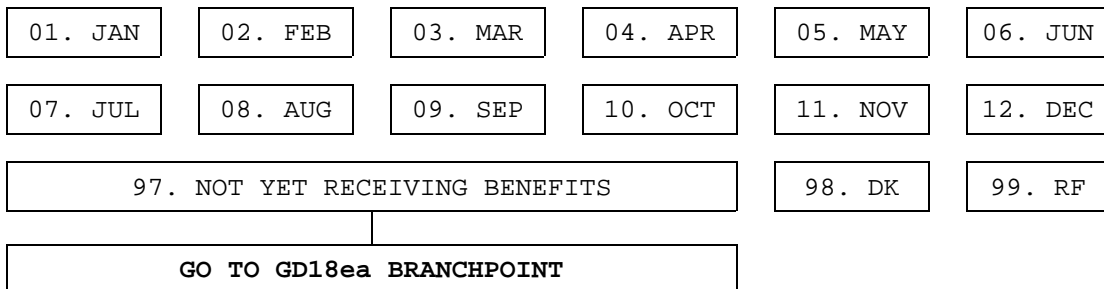 01. JAN 02. FEB 03. MAR 04. APR 05. MAY 06. JUN
07. JUL 08. AUG 09. SEP 10. OCT 11. NOV 12. DEC
97. NOT YET RECEIVING BENEFITS 98. DK 99. RF
GO TO GD18ea BRANCHPOINT